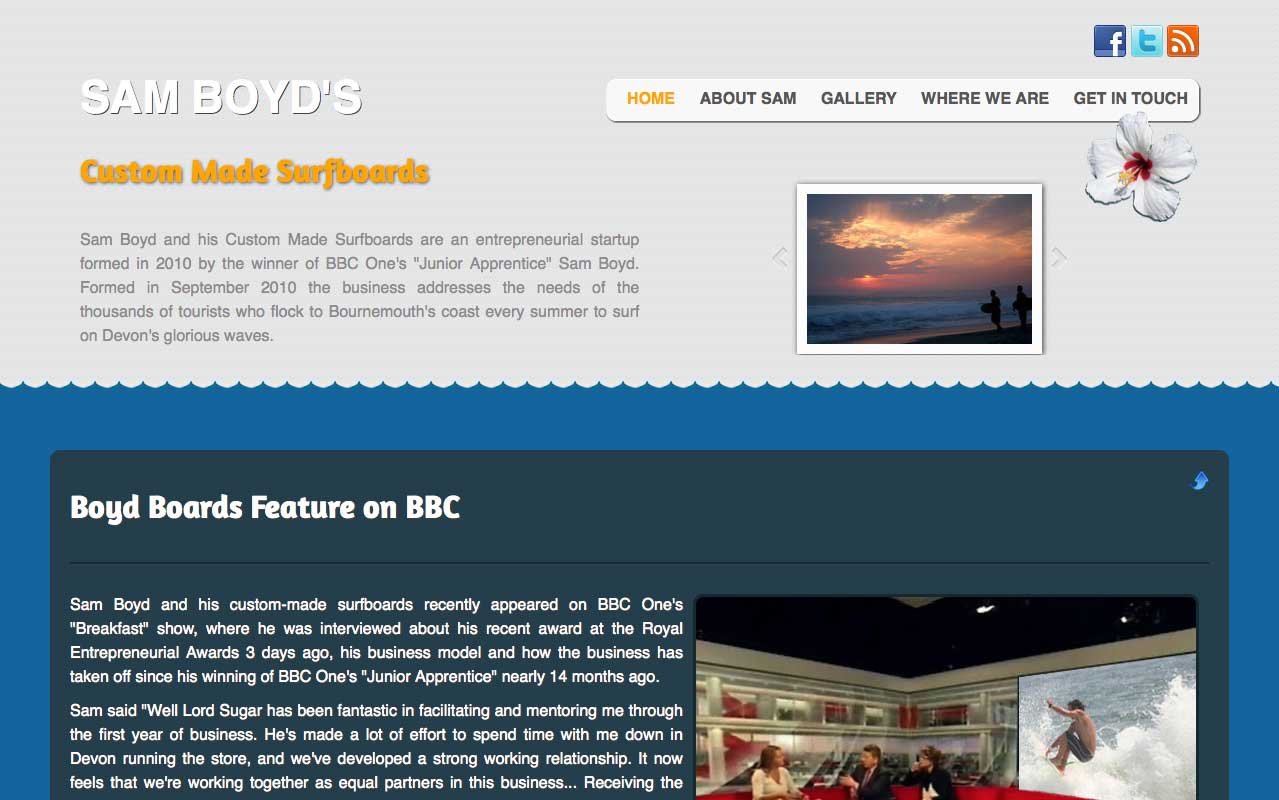 SAM BOYD'S
HOME ABOUT SAM GALLERY WHERE WE ARE GET IN TOUCH
Custom Made Surfboards
Sam Boyd and his Custom Made Surfboards are an entrepreneurial startup
formed in 2010 by the winner of BBC One's "Junior Apprentice" Sam Boyd.
Formed in September 2010 the business addresses the needs of the
thousands of tourists who flock to Bournemouth's coast every summer to surf
on Devon's glorious waves.
Boyd Boards Feature on BBC
Sam Boyd and his custom-made surfboards recently appeared on BBC One's
"Breakfast" show, where he was interviewed about his recent award at the Royal
Entrepreneurial Awards 3 days ago, his business model and how the business has
taken off since his winning of BBC One's "Junior Apprentice" nearly 14 months ago.
Sam said "Well Lord Sugar has been fantastic in facilitating and mentoring me through
the first year of business. He's made a lot of effort to spend time with me down in
Devon running the store, and we've developed a strong working relationship. It now
feels that we're working together as equal partners in this business... Receiving the